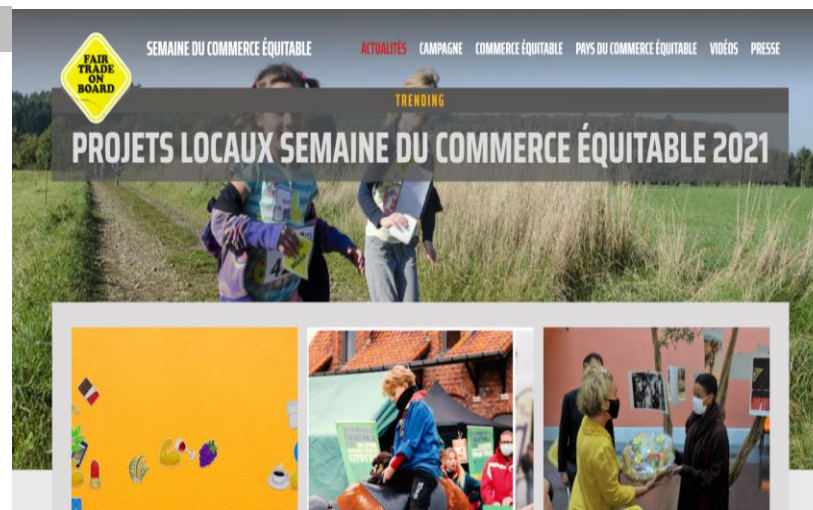 FAIR
TRADE
ON
BOARD
SEMAINE DU COMMERCE ÉQUITABLE
ACTUALITÉS CAMPAGNE COMMERCE ÉQUITABLE PAYS DU COMMERCE ÉQUITABLE VIDÉOS PRESSE
TRENDING
PROJETS LOCAUX SEMAINE DU COMMERCE ÉQUITABLE 2021